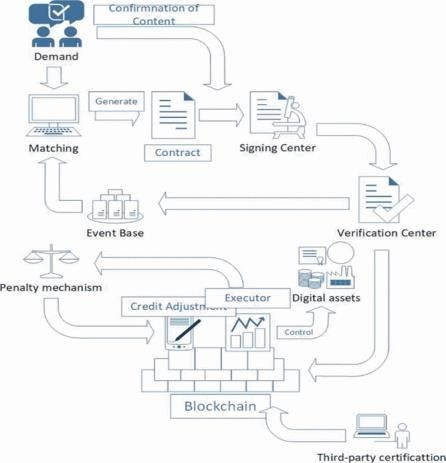 Confirmnation of
Content
Demand
Generate
Matching
Contract
Signing Center
Event Base
Verification Center
Penalty mechanism
Credit Adjustment
Executor
Digital assets
Control
Blockchain
Third-party certificattion